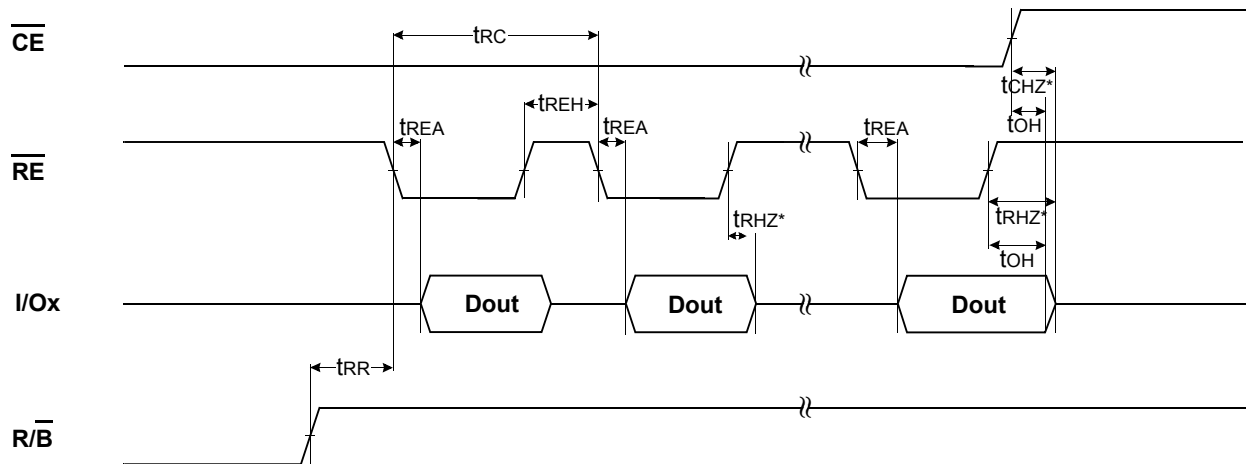 CE
tRC
tCHZ*
tREH
tREA
tREA
tREA
tOH
RE
tRHZ*
tRHZ*
tOH
I/Ox
Dout
Dout
Dout
tRR
R/B